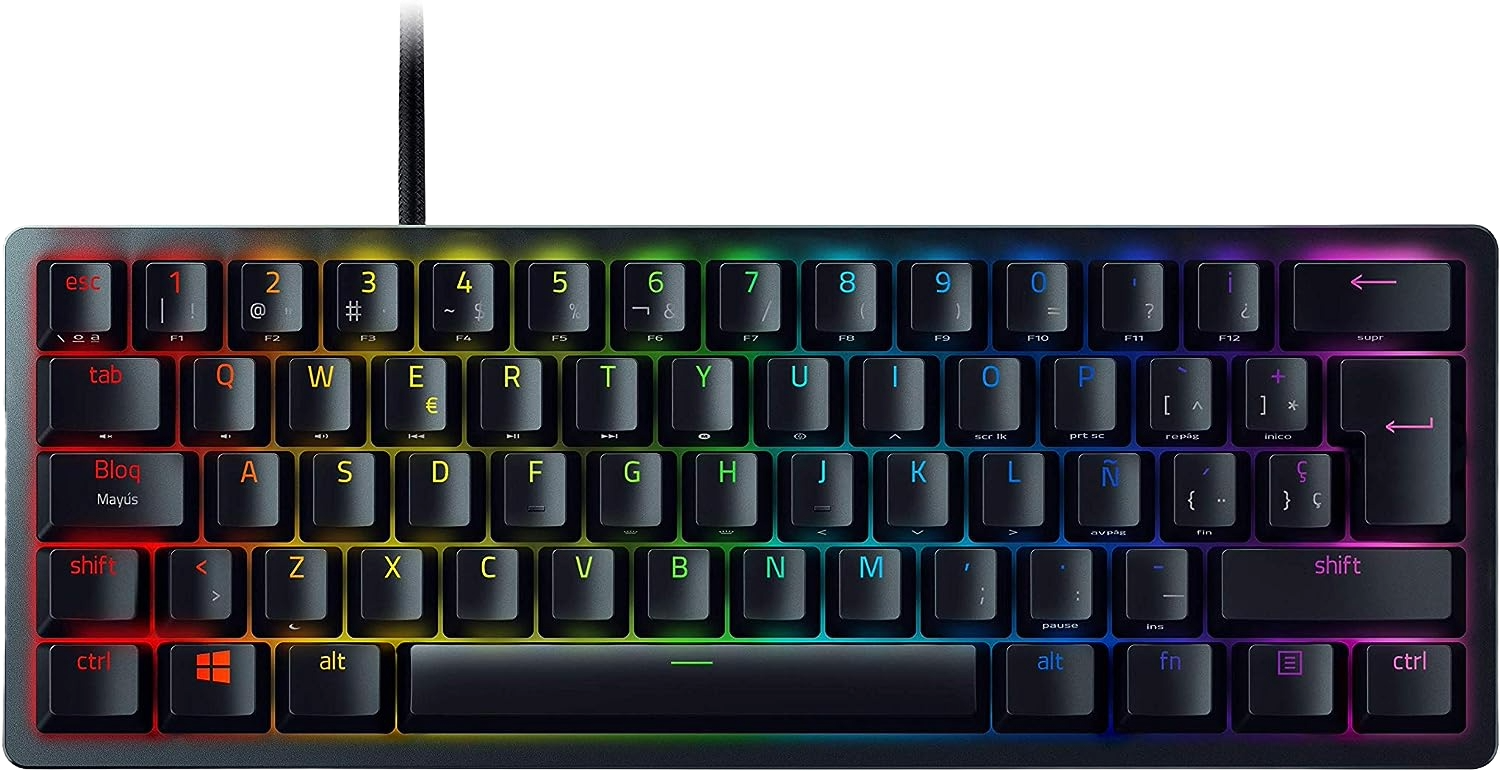 esc 1 2 3 4 5 6 7 8 9 0 ' ¡ ←
| ! @ " # · ~ $ % ¬ & / ( ) = ? ¿
\ º ª F1 F2 F3 F4 F5 F6 F7 F8 F9 F10 F11 F12 supr
tab Q W E R T Y U I O P ` +
€ [ ^ ] *
scr lk prt sc repág inico
Bloq A S D F G H J K L Ñ ´ Ç
Mayús { ¨ } ç
< > avpág fin
shift < Z X C V B N M , . - shift
> ; : _
pause ins
ctrl alt alt fn ctrl